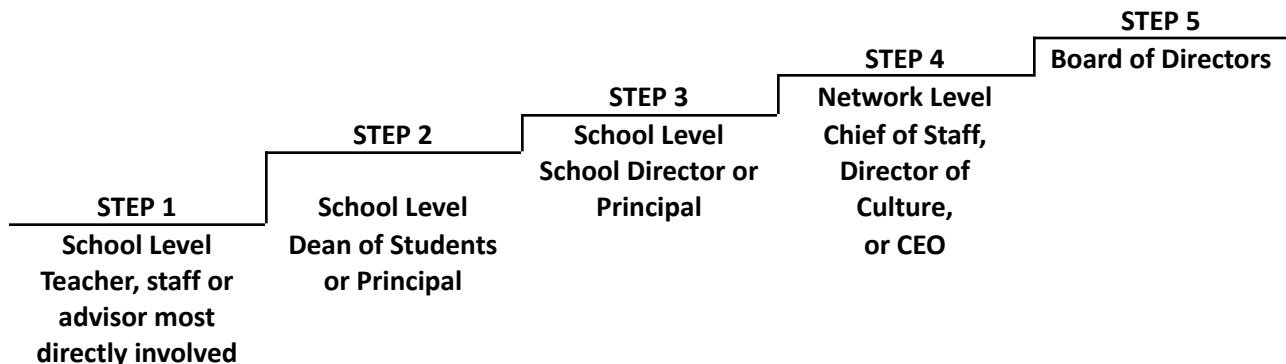 STEP 1
School Level
Teacher, staff or
advisor most
directly involved
STEP 2
School Level
Dean of Students
or Principal
STEP 3
School Level
School Director or
Principal
STEP 4
Network Level
Chief of Staff,
Director of
Culture,
or CEO
STEP 5
Board of Directors